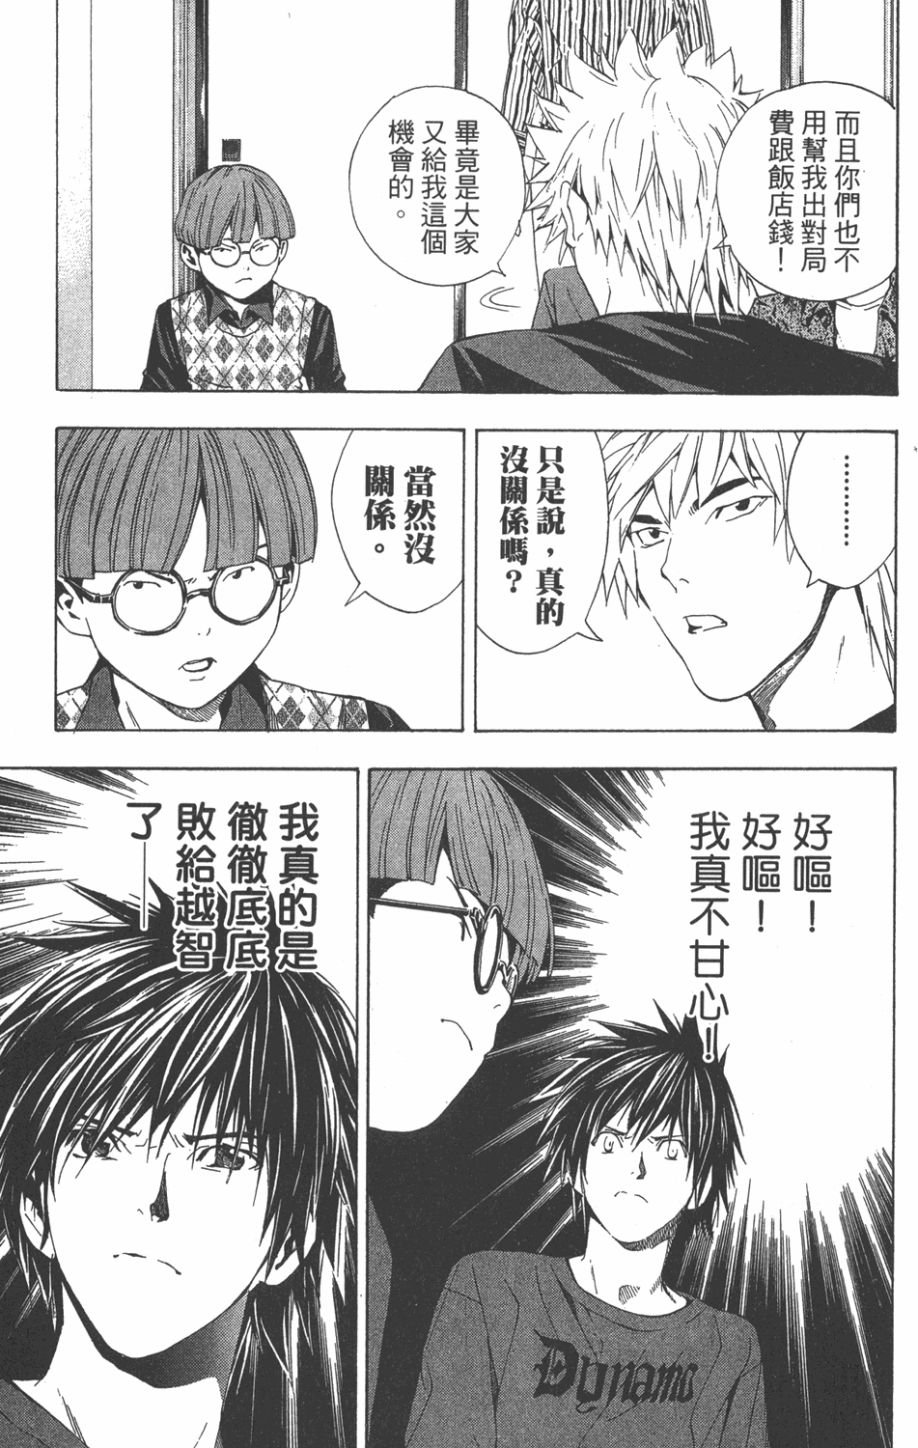 而且你們也不
用幫我出對局
費跟飯店錢！
畢竟是大家
又給我這個
機會的。
………
只是說，真的
沒關係嗎？
當然沒
關係。
好嘔！
好嘔！
我真不甘心！
Dynamo
我真的是
徹徹底底
敗給越智
了—